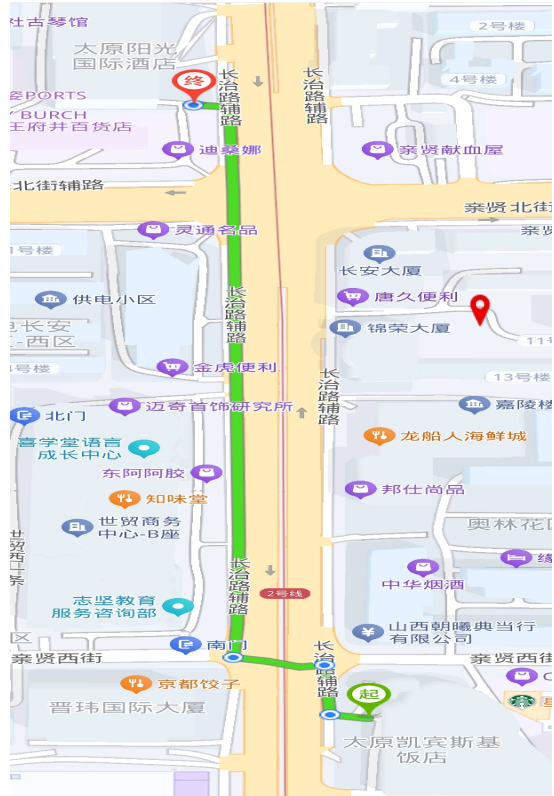 社古琴馆
太原阳光
国际酒店
长治路辅路
长治路辅路
2号楼
4号楼
终
PORTS
BURCH
王府井百货店
迪桑娜
亲贤献血屋
北街辅路
亲贤北街
灵通名品
1号楼
长安大厦
供电小区
唐久便利
长治路辅路
锦荣大厦
长安
二-西区
11
4号楼
金虎便利
13号楼
长治路辅路
北门
迈奇首饰研究所
嘉陵楼
喜学堂语言
成长中心
龙船人海鲜城
东阿阿胶
邦仕尚品
知味堂
世贸商务
中心-B座
奥林花
缘
长治路辅路
中华烟酒
2号线
志坚教育
服务咨询部
山西朝曦典当行
有限公司
区
南门
长治路辅路
亲贤西街
亲贤西街
京都饺子
起
晋玮国际大厦
太原凯宾斯基
饭店